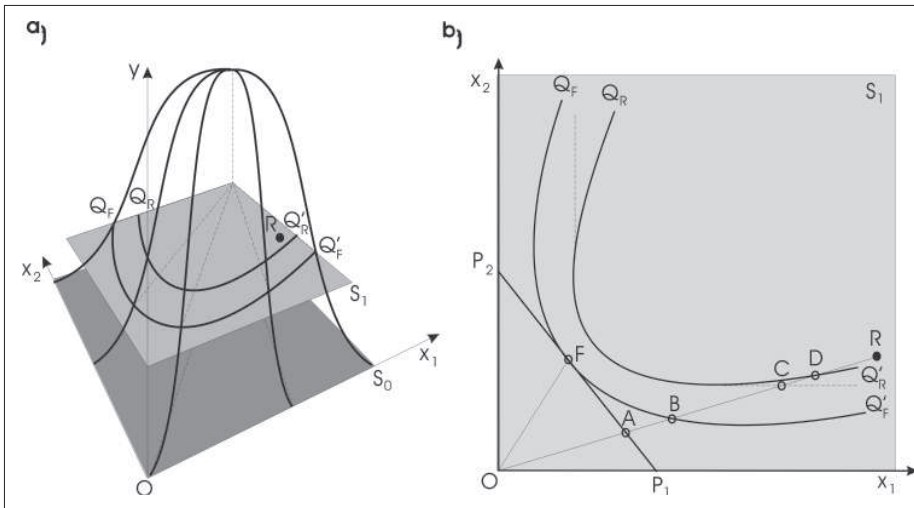 a)
y
Q_F
Q_R
R
Q'_R
Q'_F
x_2
S_1
x_1
S_0
O
b)
x_2
Q_F
Q_R
S_1
P_2
R
F
C
D
Q'_R
A
B
Q'_F
O
P_1
x_1